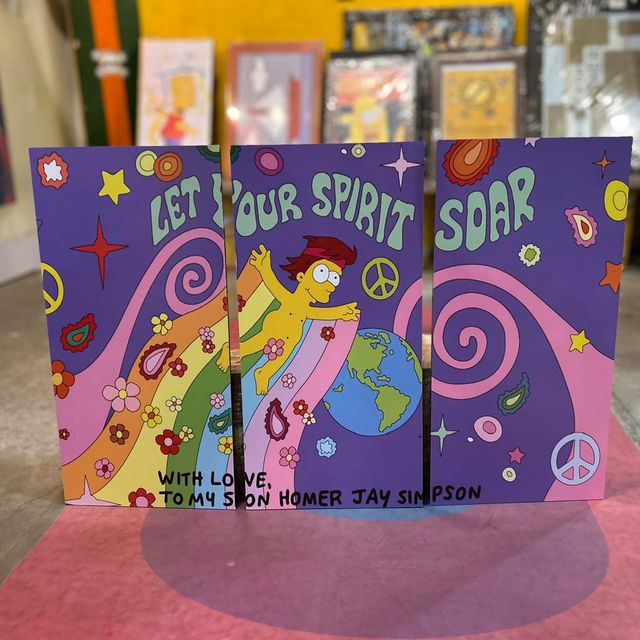 LET YOUR SPIRIT SOAR
WITH LOVE,
TO MY SON HOMER JAY SIMPSON